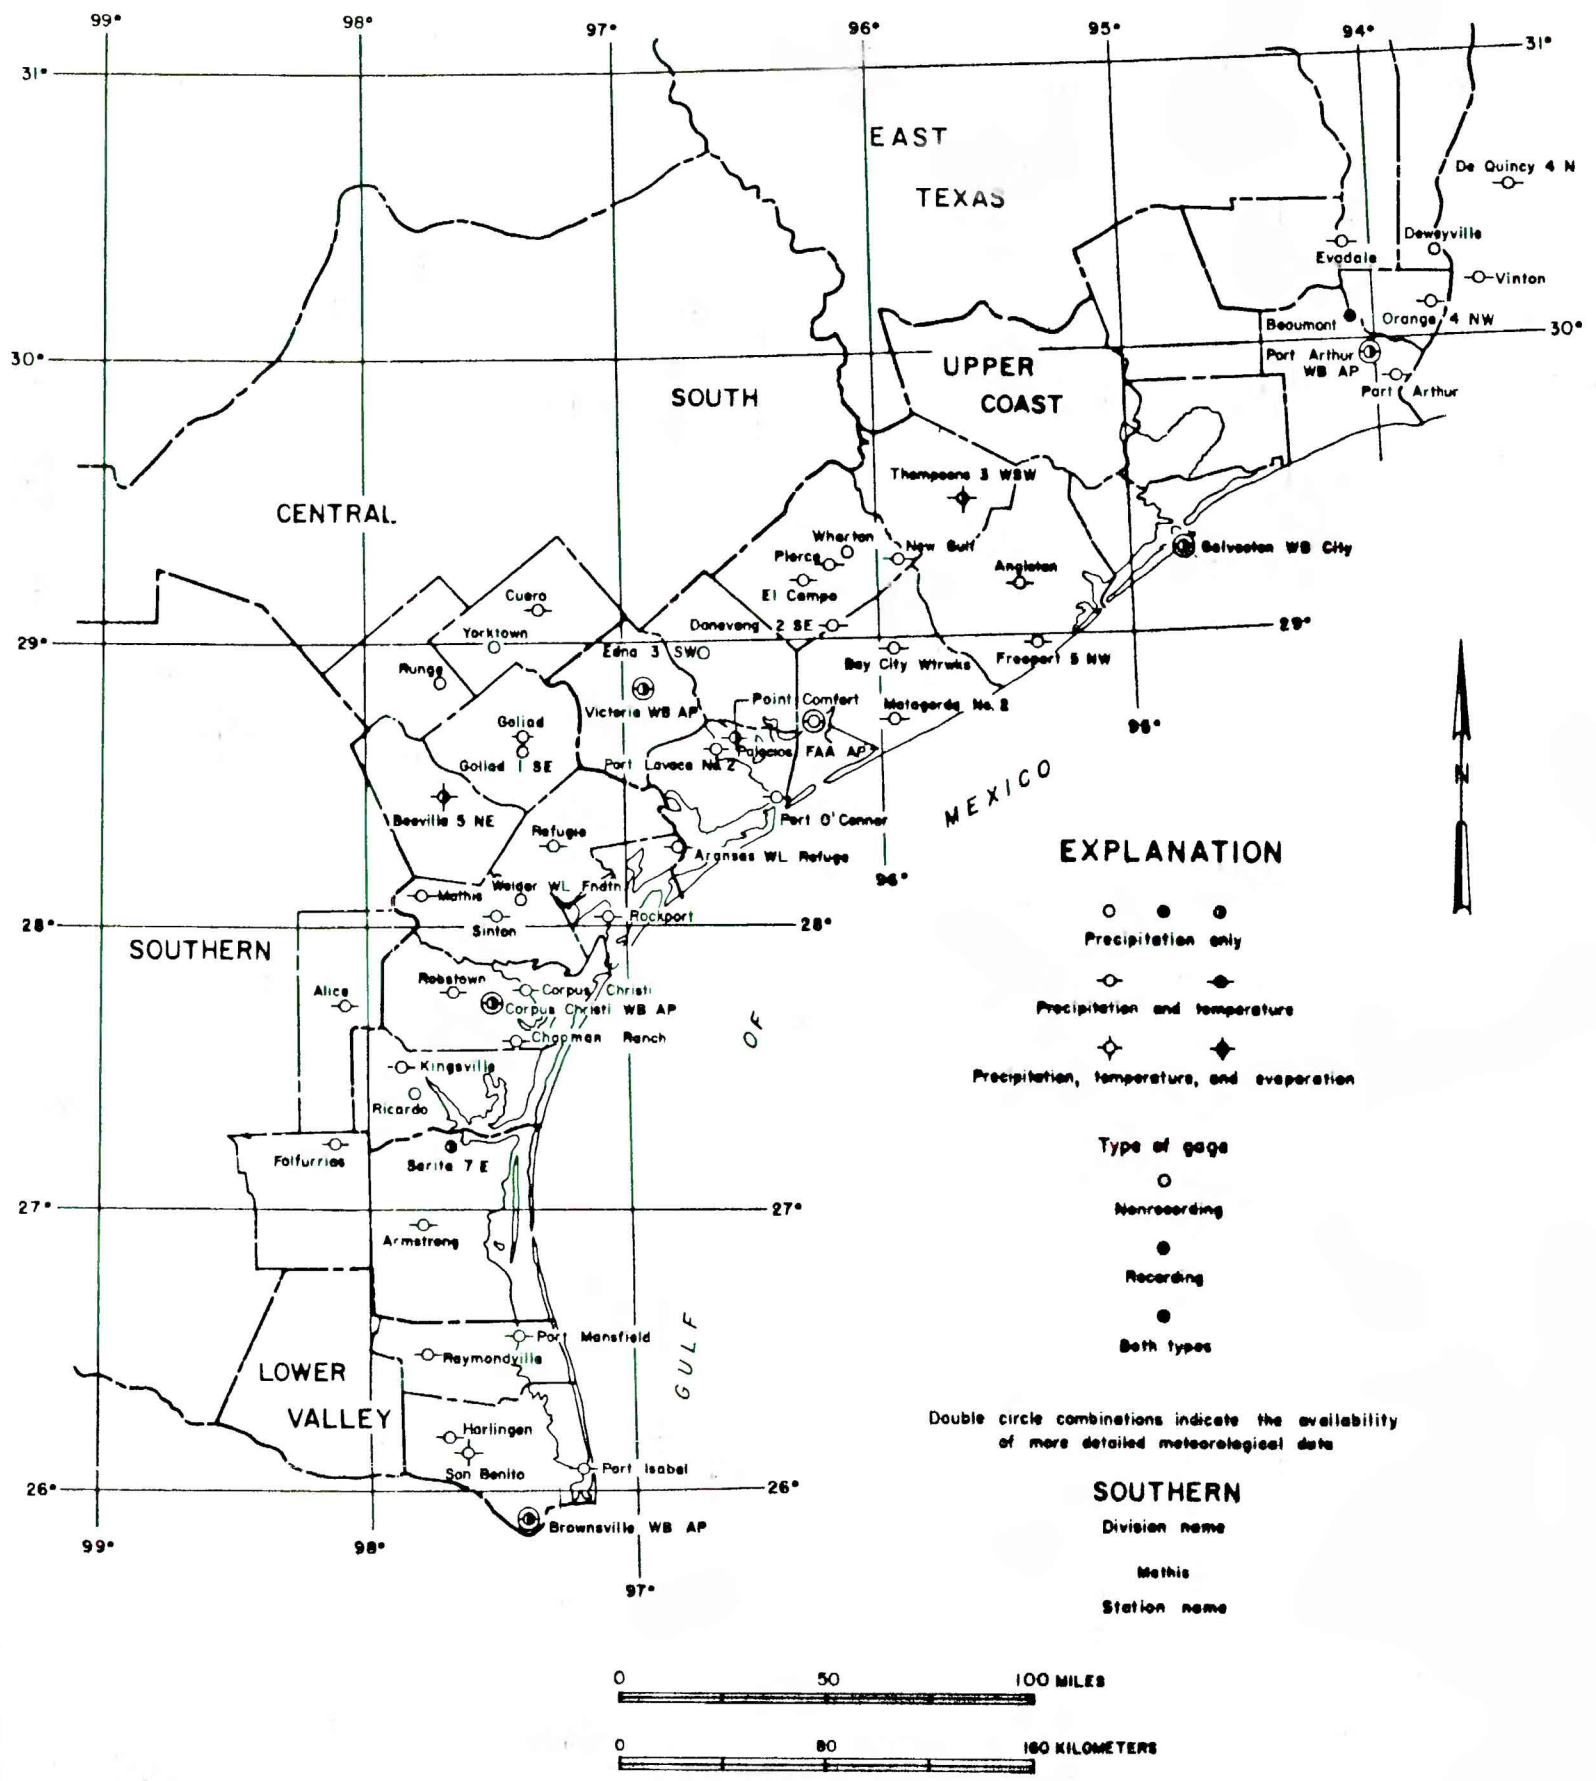 99°
98°
97°
96°
95°
94°
31°
31°
EAST
TEXAS
De Quincy 4 N
Deweyville
Evadale
Vinton
Beaumont
Orange 4 NW
30°
30°
Port Arthur
WB AP
Port Arthur
UPPER
COAST
SOUTH
CENTRAL
Thompsons 3 WSW
Wharton
New Gulf
Pierce
Galveston WB City
Angleton
El Campo
Cuero
Danevang 2 SE
29°
29°
Yorktown
Edna 3 SW
Bay City Wtrwks
Freeport 5 NW
Runge
Point Comfort
Matagorda No. 2
Victoria WB AP
95°
Goliad
Palacios FAA AP
Goliad 1 SE
Port Lavaca No. 2
MEXICO
Beeville 5 NE
Port O'Connor
Refugio
Aransas WL Refuge
96°
Welder WL Fndtn
Mathis
Rockport
28°
28°
Sinton
SOUTHERN
Robstown
Alice
Corpus Christi
Corpus Christi WB AP
Chapman Ranch
OF
Kingsville
Ricardo
Falfurrias
Sarita 7 E
27°
27°
Armstrong
Port Mansfield
Raymondville
GULF
LOWER
VALLEY
Harlingen
San Benito
Port Isabel
26°
26°
Brownsville WB AP
99°
98°
97°
N
EXPLANATION
Precipitation only
Precipitation and temperature
Precipitation, temperature, and evaporation
Type of gage
Nonrecording
Recording
Both types
Double circle combinations indicate the availability
of more detailed meteorological data
SOUTHERN
Division name
Mathis
Station name
0 50 100 MILES
0 80 160 KILOMETERS